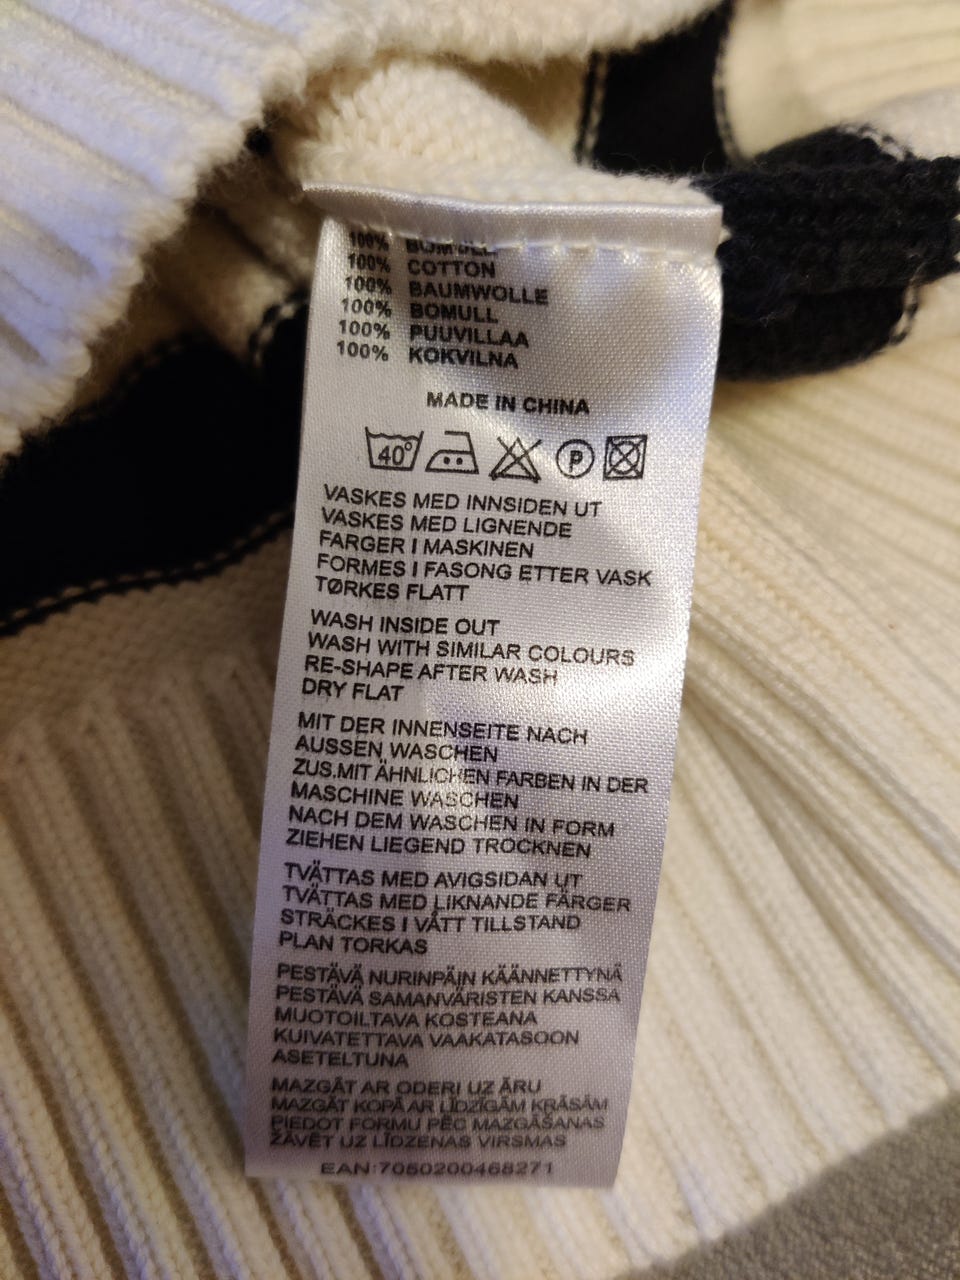 100% BOMULL
100% COTTON
100% BAUMWOLLE
100% BOMULL
100% PUUVILLAA
100% KOKVILNA
MADE IN CHINA
40° P
VASKES MED INNSIDEN UT
VASKES MED LIGNENDE
FARGER I MASKINEN
FORMES I FASONG ETTER VASK
TØRKES FLATT
WASH INSIDE OUT
WASH WITH SIMILAR COLOURS
RE-SHAPE AFTER WASH
DRY FLAT
MIT DER INNENSEITE NACH
AUSSEN WASCHEN
ZUS.MIT ÄHNLICHEN FARBEN IN DER
MASCHINE WASCHEN
NACH DEM WASCHEN IN FORM
ZIEHEN LIEGEND TROCKNEN
TVÄTTAS MED AVIGSIDAN UT
TVÄTTAS MED LIKNANDE FÄRGER
STRÄCKES I VÅTT TILLSTAND
PLAN TORKAS
PESTÄVÄ NURINPÄIN KÄÄNNETTYNÄ
PESTÄVÄ SAMANVÄRISTEN KANSSA
MUOTOILTAVA KOSTEANA
KUIVATETTAVA VAAKATASOON
ASETELTUNA
MAZGĀT AR ODERI UZ ĀRU
MAZGĀT KOPĀ AR LĪDZĪGĀM KRĀSĀM
PIEDOT FORMU PĒC MAZGĀŠANAS
ŽĀVĒT UZ LĪDZENAS VIRSMAS
EAN:7050200468271